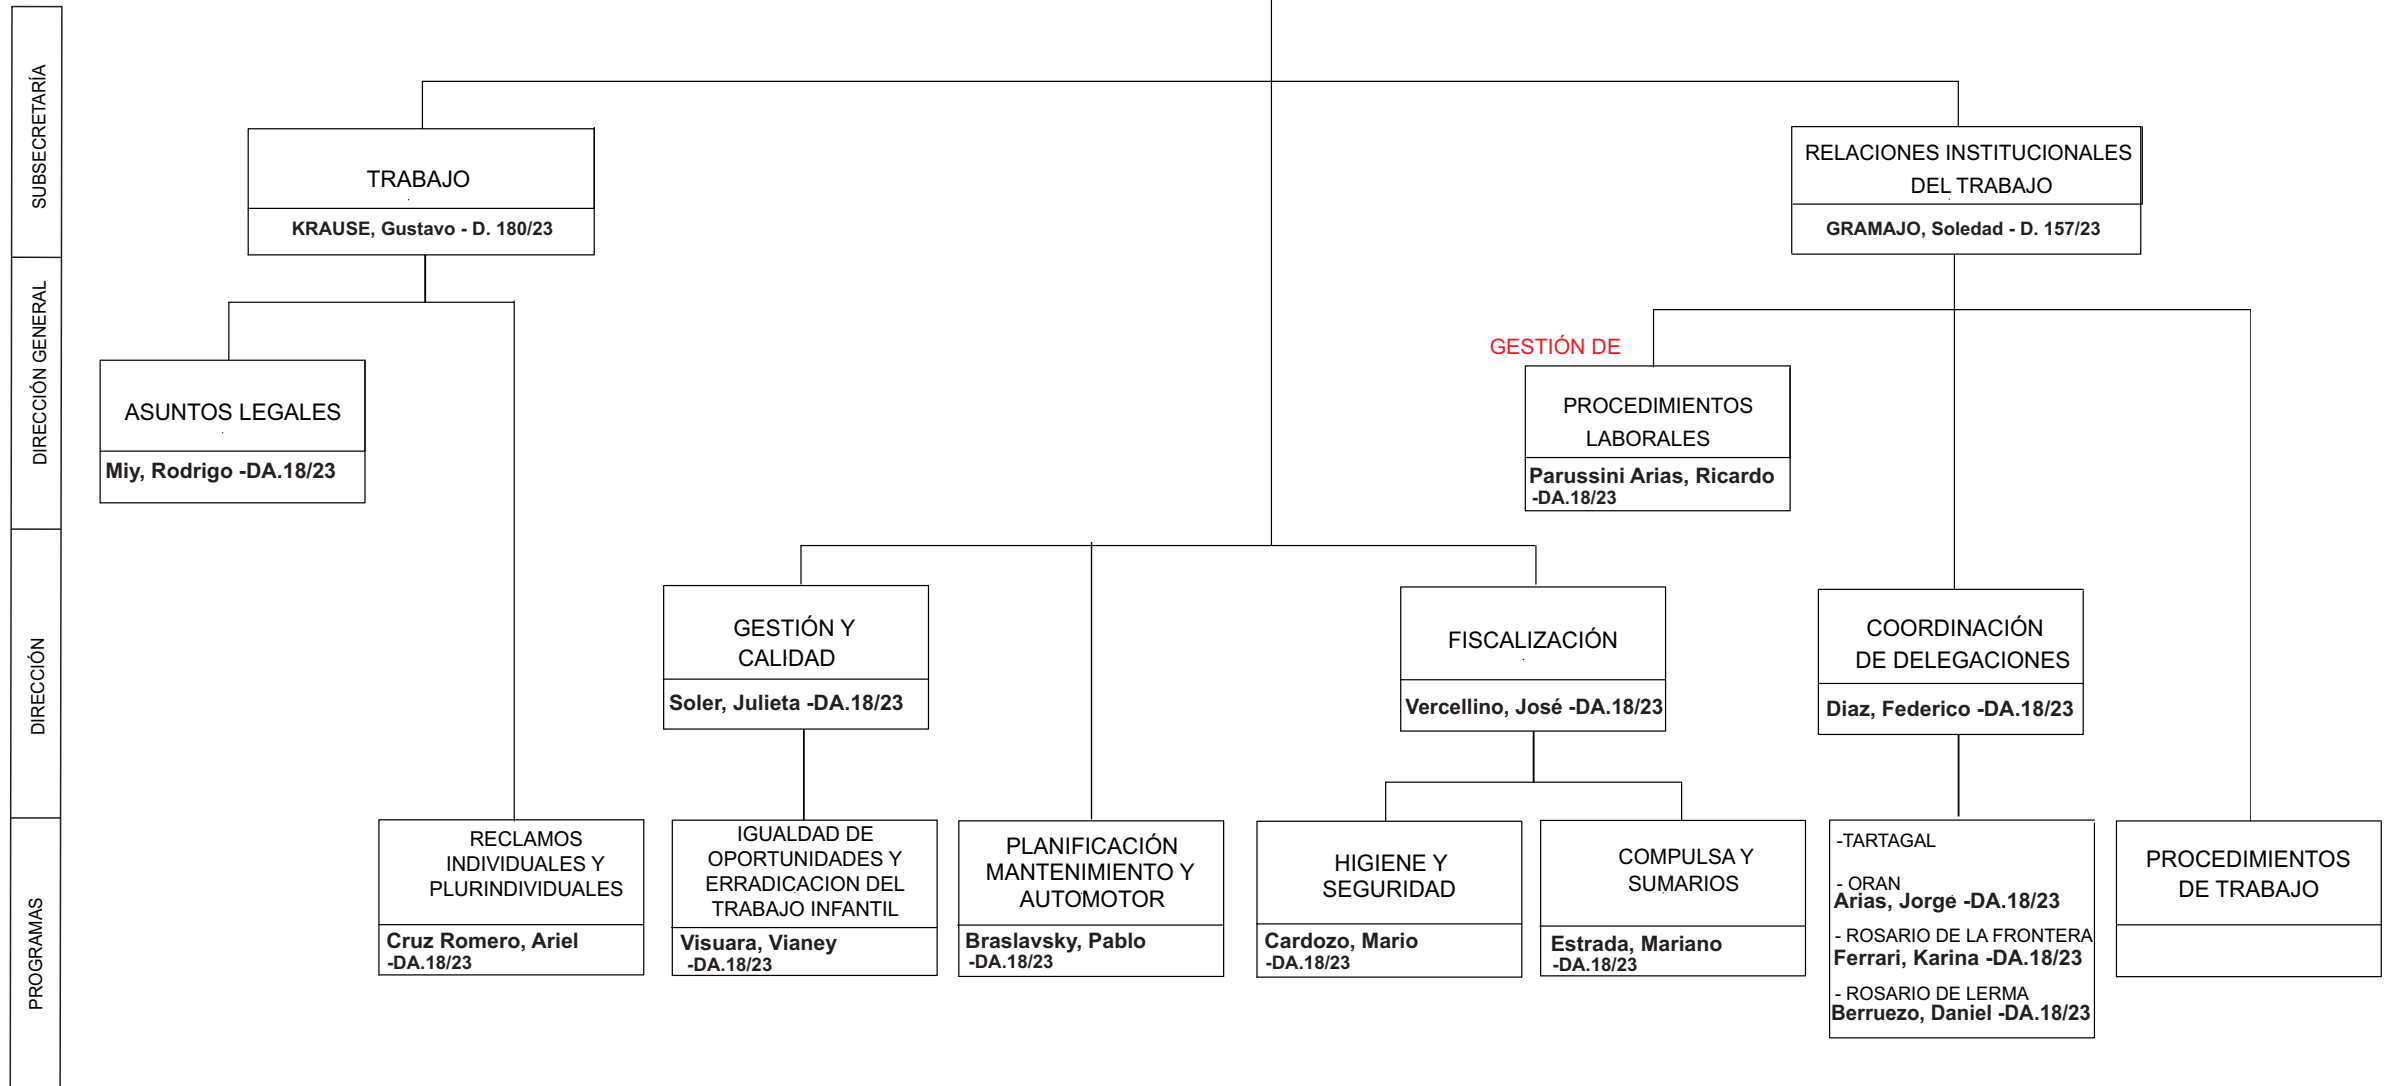 SUBSECRETARÍA
TRABAJO
KRAUSE, Gustavo - D. 180/23
RELACIONES INSTITUCIONALES
DEL TRABAJO
GRAMAJO, Soledad - D. 157/23
DIRECCIÓN GENERAL
ASUNTOS LEGALES
Miy, Rodrigo -DA.18/23
GESTIÓN DE
PROCEDIMIENTOS
LABORALES
Parussini Arias, Ricardo
-DA.18/23
DIRECCIÓN
GESTIÓN Y
CALIDAD
Soler, Julieta -DA.18/23
FISCALIZACIÓN
Vercellino, José -DA.18/23
COORDINACIÓN
DE DELEGACIONES
Diaz, Federico -DA.18/23
PROGRAMAS
RECLAMOS
INDIVIDUALES Y
PLURINDIVIDUALES
Cruz Romero, Ariel
-DA.18/23
IGUALDAD DE
OPORTUNIDADES Y
ERRADICACION DEL
TRABAJO INFANTIL
Visuara, Vianey
-DA.18/23
PLANIFICACIÓN
MANTENIMIENTO Y
AUTOMOTOR
Braslavsky, Pablo
-DA.18/23
HIGIENE Y
SEGURIDAD
Cardozo, Mario
-DA.18/23
COMPULSA Y
SUMARIOS
Estrada, Mariano
-DA.18/23
-TARTAGAL
- ORAN
Arias, Jorge -DA.18/23
- ROSARIO DE LA FRONTERA
Ferrari, Karina -DA.18/23
- ROSARIO DE LERMA
Berruezo, Daniel -DA.18/23
PROCEDIMIENTOS
DE TRABAJO